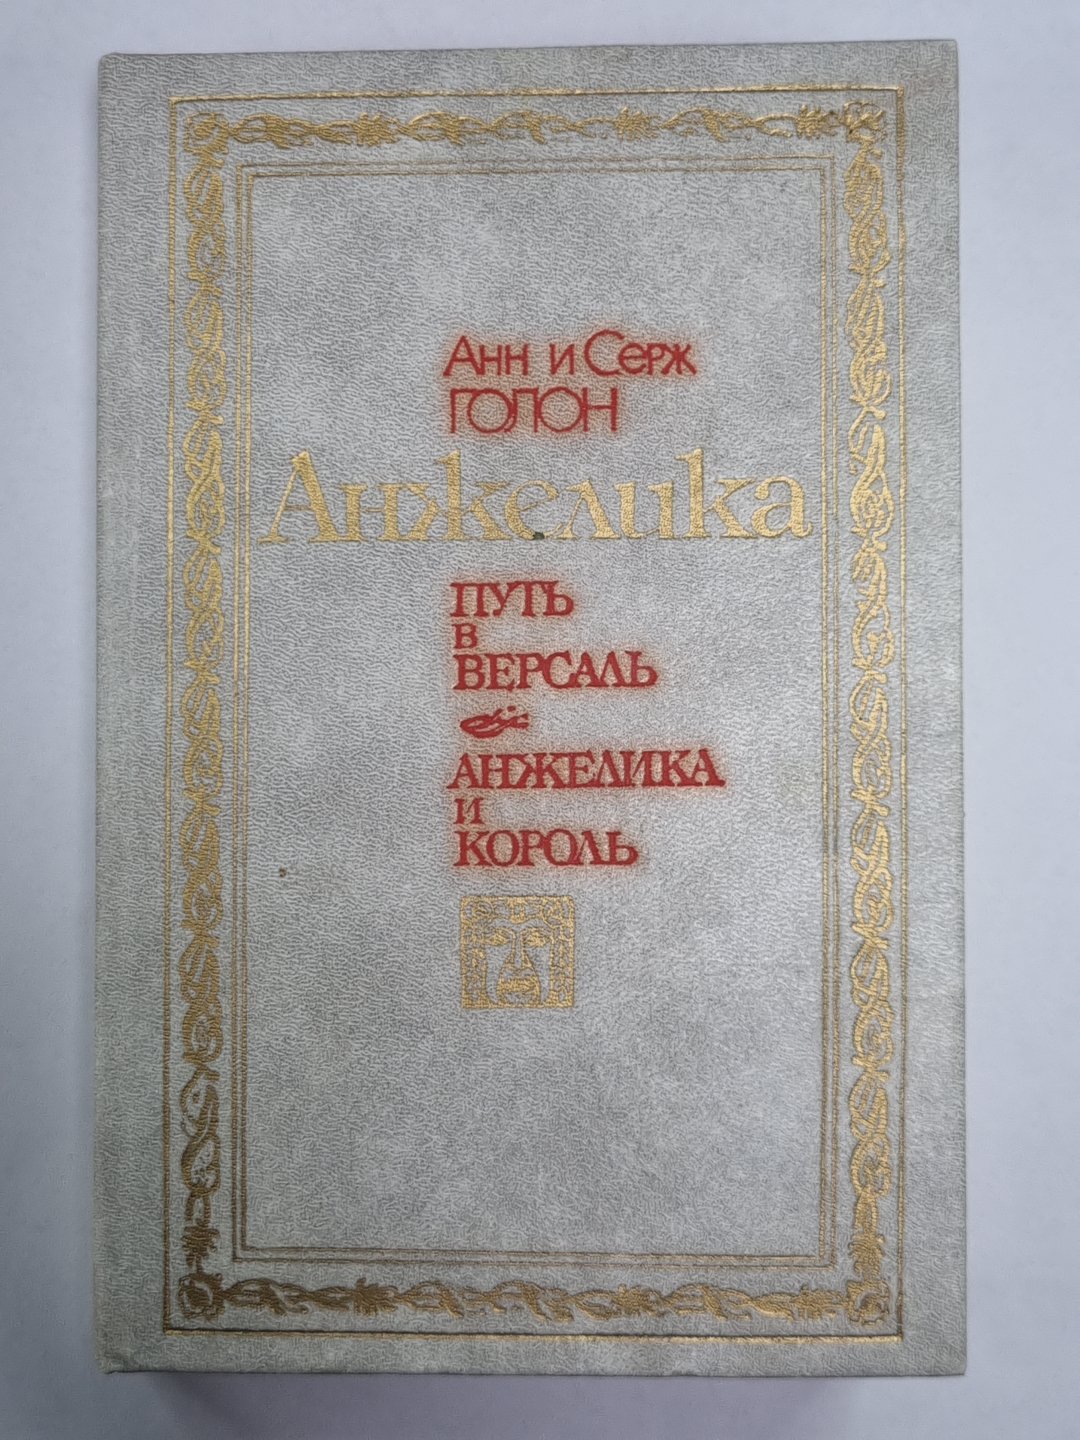 Анн и Серж
ГОЛОН
Анжелика
ПУТЬ
В
ВЕРСАЛЬ
АНЖЕЛИКА
И
КОРОЛЬ